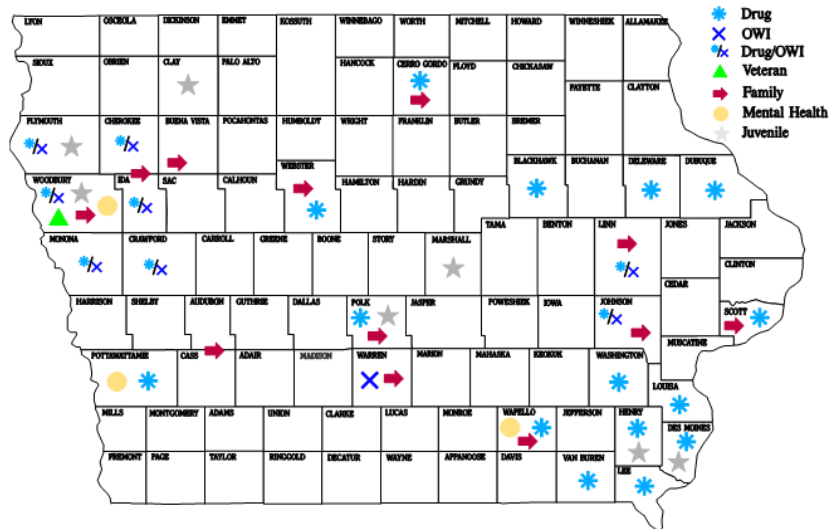 LYON OSCEOLA DICKINSON EMMET KOSSUTH WINNEBAGO WORTH MITCHELL HOWARD WINNESHIEK ALLAMAKEE
SIOUX OBRIEN CLAY PALO ALTO HANCOCK CERRO GORDO FLOYD CHICKASAW
PAYETTE CLAYTON
PLYMOUTH CHEROKEE BUENA VISTA POCAHONTAS HUMBOLDT WRIGHT FRANKLIN BUTLER BREMER
WEBSTER BLACKHAWK BUCHANAN DELEWARE DUBUQUE
WOODBURY IDA SAC CALHOUN HAMILTON HARDIN GRUNDY
TAMA BENTON LINN JONES JACKSON
MONONA CRAWFORD CARROLL GREENE BOONE STORY MARSHALL
CLINTON
CEDAR
HARRISON SHELBY AUDUBON GUTHRIE DALLAS POLK JASPER POWESHIEK IOWA JOHNSON
SCOTT
MUSCATINE
POTTAWATTAMIE CASS ADAIR MADISON WARREN MARION MAHASKA KEOKUK WASHINGTON
LOUISA
MILLS MONTGOMERY ADAMS UNION CLARKE LUCAS MONROE WAPELLO JEFFERSON HENRY
DES MOINES
FREMONT PAGE TAYLOR RINGGOLD DECATUR WAYNE APPANOOSE DAVIS VAN BUREN
LEE
Drug
OWI
Drug/OWI
Veteran
Family
Mental Health
Juvenile